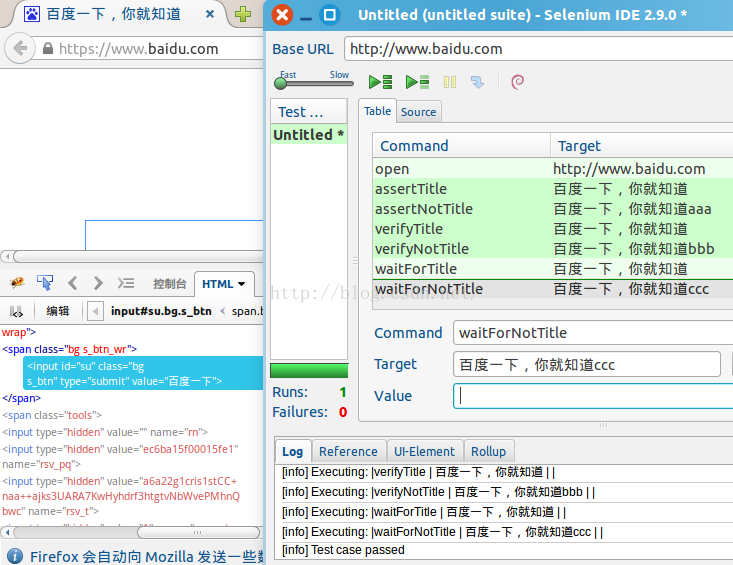 百度一下，你就知道
https://www.baidu.com
控制台 HTML
编辑 input#su.bg.s_btn < span.b
wrap">
<span class="bg s_btn_wr">
<input id="su" class="bg
s_btn" type="submit" value="百度一下">
</span>
<span class="tools">
<input type="hidden" value="" name="rn">
<input type="hidden" value="ec6ba15f00015fe1"
name="rsv_pq">
<input type="hidden" value="a6a22g1cris1stCC+
naa++ajks3UARA7KwHyhdrf3htgtvNbWvePMhnQ
bwc" name="rsv_t">
Firefox 会自动向 Mozilla 发送一些数
Untitled (untitled suite) - Selenium IDE 2.9.0 *
Base URL http://www.baidu.com
Fast Slow
Test ...
Untitled *
Runs: 1
Failures: 0
Table Source
Command Target
open http://www.baidu.com
assertTitle 百度一下，你就知道
assertNotTitle 百度一下，你就知道aaa
verifyTitle 百度一下，你就知道
verifyNotTitle 百度一下，你就知道bbb
waitForTitle 百度一下，你就知道
waitForNotTitle 百度一下，你就知道ccc
http://blog.csdn.net/
Command waitForNotTitle
Target 百度一下，你就知道ccc
Value
Log Reference UI-Element Rollup
[info] Executing: |verifyTitle | 百度一下，你就知道 | |
[info] Executing: |verifyNotTitle | 百度一下，你就知道bbb | |
[info] Executing: |waitForTitle | 百度一下，你就知道 | |
[info] Executing: |waitForNotTitle | 百度一下，你就知道ccc | |
[info] Test case passed